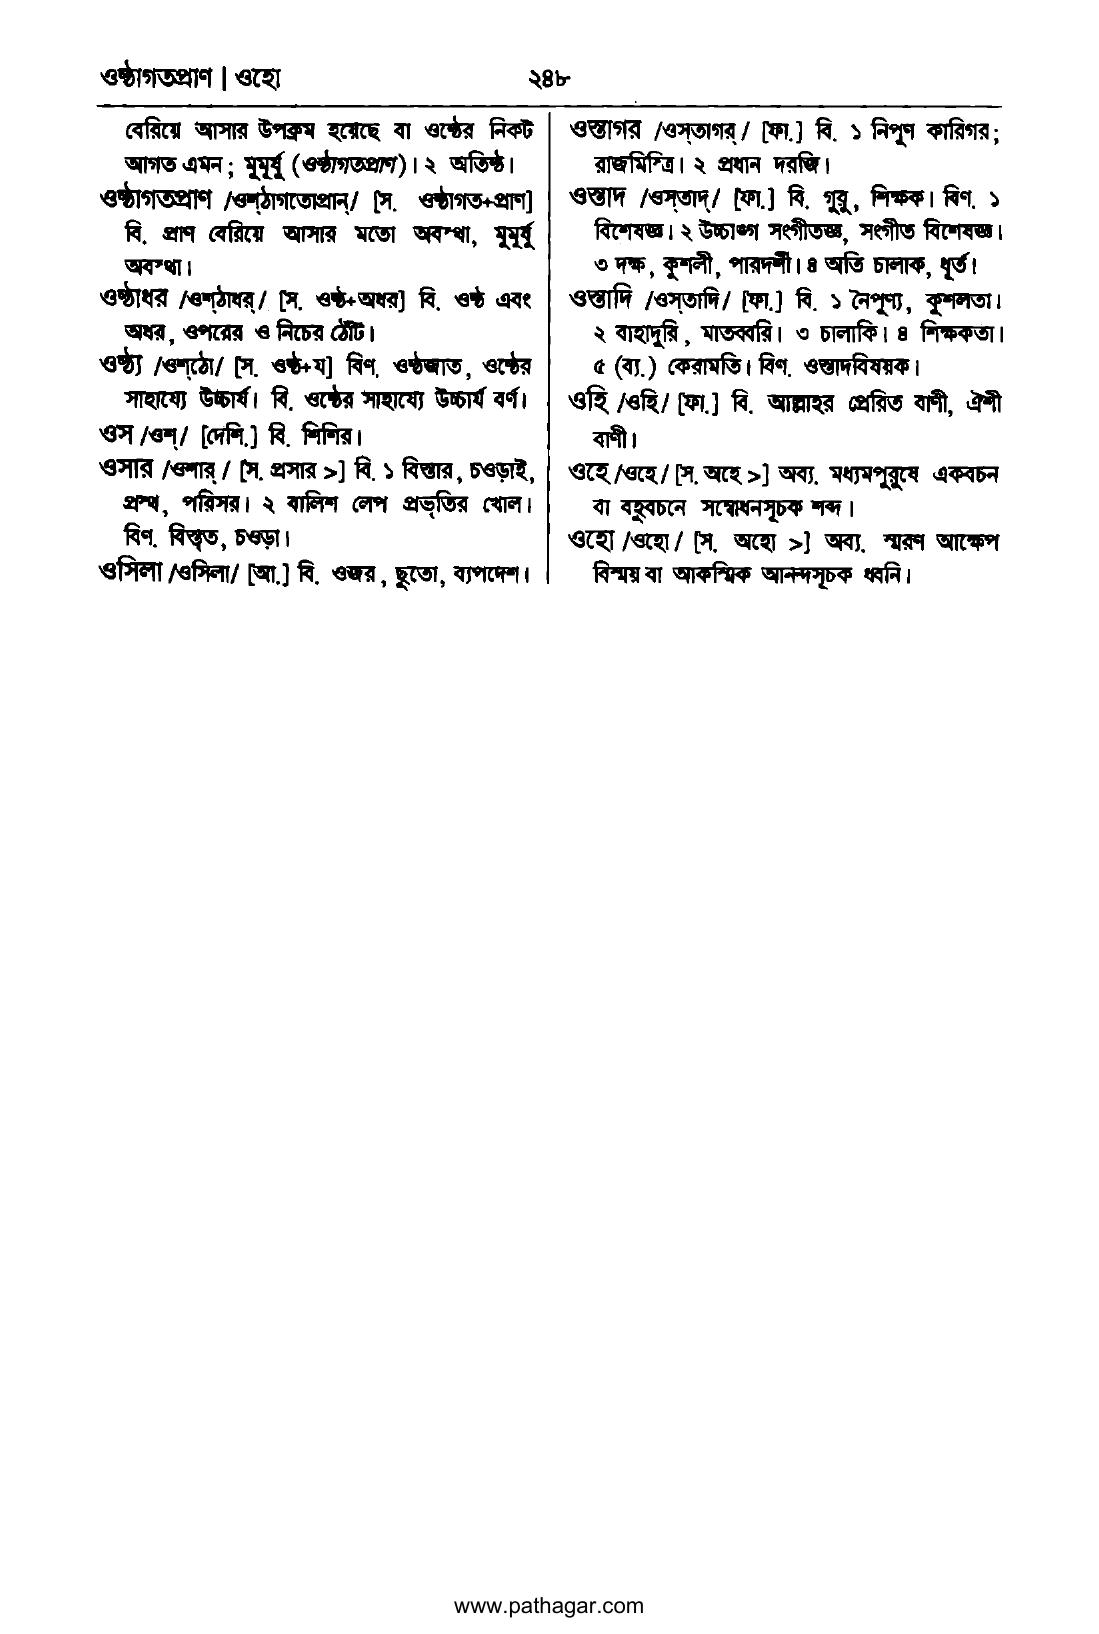 ওষ্ঠাগতপ্রাণ | ওহো
২৪৮
বেরিয়ে আসার উপক্রম হয়েছে বা ওষ্ঠের নিকট
আগত এমন; মুমূর্ষু (ওষ্ঠাগতপ্রাণ)। ২ অতিষ্ঠ।
ওষ্ঠাগতপ্রাণ /ওশ্‌ঠাগতোপ্রান্‌/ [স. ওষ্ঠাগত+প্রাণ]
বি. প্রাণ বেরিয়ে আসার মতো অবস্থা, মুমূর্ষু
অবস্থা।
ওষ্ঠাধর /ওশ্‌ঠাধর্‌/ [স. ওষ্ঠ+অধর] বি. ওষ্ঠ এবং
অধর, ওপরের ও নিচের ঠোঁট।
ওষ্ঠ্য /ওশ্‌ঠো/ [স. ওষ্ঠ+য] বিণ. ওষ্ঠজাত, ওষ্ঠের
সাহায্যে উচ্চার্য। বি. ওষ্ঠের সাহায্যে উচ্চার্য বর্ণ।
ওস /ওশ্‌/ [দেশি.] বি. শিশির।
ওসার /ওশার্‌/ [স. প্রসার >] বি. ১ বিস্তার, চওড়াই,
প্রস্থ, পরিসর। ২ বালিশ লেপ প্রভৃতির খোল।
বিণ. বিস্তৃত, চওড়া।
ওসিলা /ওসিলা/ [আ.] বি. ওজর, ছুতো, ব্যপদেশ।
ওস্তাগর /ওস্‌তাগর্‌/ [ফা.] বি. ১ নিপুণ কারিগর;
রাজমিস্ত্রি। ২ প্রধান দরজি।
ওস্তাদ /ওস্‌তাদ্‌/ [ফা.] বি. গুরু, শিক্ষক। বিণ. ১
বিশেষজ্ঞ। ২ উচ্চাঙ্গ সংগীতজ্ঞ, সংগীত বিশেষজ্ঞ।
৩ দক্ষ, কুশলী, পারদর্শী। ৪ অতি চালাক, ধূর্ত।
ওস্তাদি /ওস্‌তাদি/ [ফা.] বি. ১ নৈপুণ্য, কুশলতা।
২ বাহাদুরি, মাতব্বরি। ৩ চালাকি। ৪ শিক্ষকতা।
৫ (ব্য.) কেরামতি। বিণ. ওস্তাদবিষয়ক।
ওহি /ওহি/ [ফা.] বি. আল্লাহর প্রেরিত বাণী, ঐশী
বাণী।
ওহে /ওহে/ [স. অহে >] অব্য. মধ্যমপুরুষে একবচন
বা বহুবচনে সম্বোধনসূচক শব্দ।
ওহো /ওহো/ [স. অহো >] অব্য. স্মরণ আক্ষেপ
বিস্ময় বা আকস্মিক আনন্দসূচক ধ্বনি।
www.pathagar.com